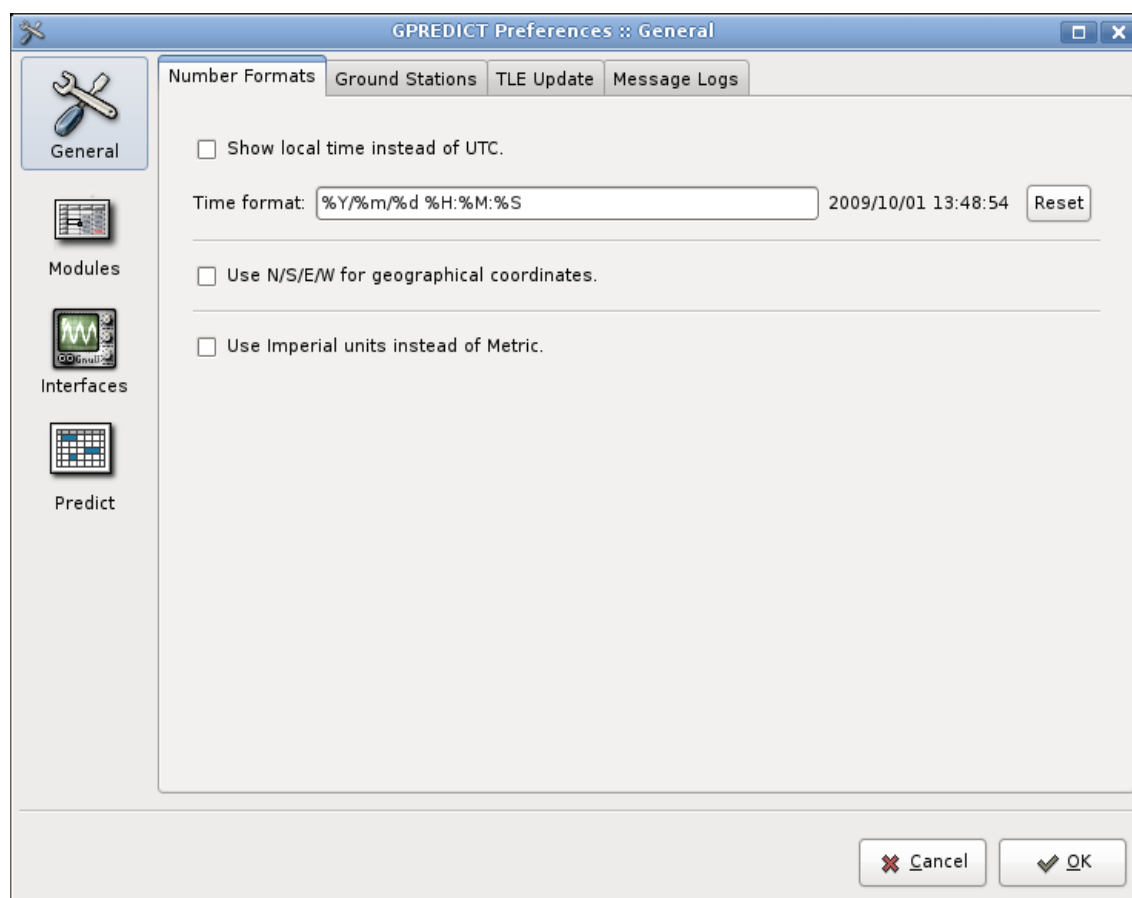 GPREDICT Preferences :: General
General
Modules
Interfaces
Predict
Number Formats
Ground Stations
TLE Update
Message Logs
Show local time instead of UTC.
Time format: %Y/%m/%d %H:%M:%S 2009/10/01 13:48:54 Reset
Use N/S/E/W for geographical coordinates.
Use Imperial units instead of Metric.
Cancel
OK